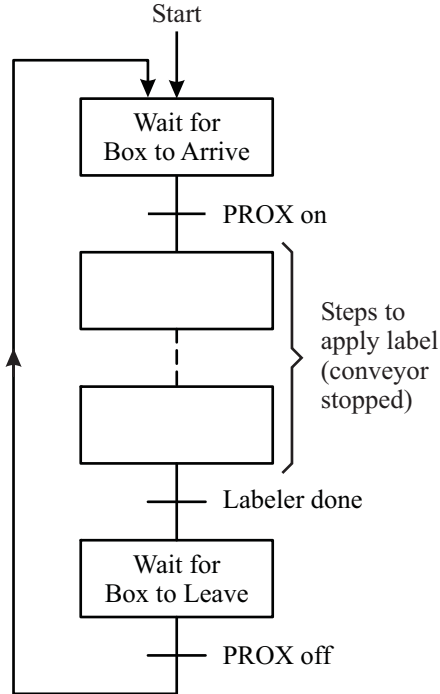 Start
Wait for
Box to Arrive
PROX on
Steps to
apply label
(conveyor
stopped)
Labeler done
Wait for
Box to Leave
PROX off